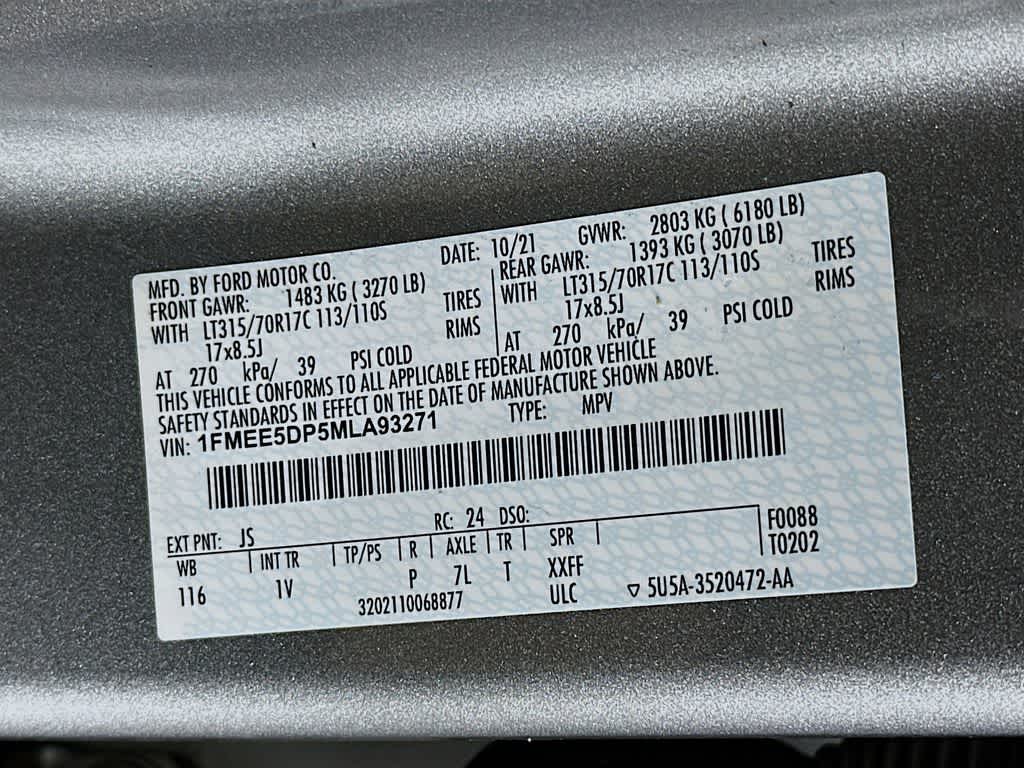 MFD. BY FORD MOTOR CO. DATE: 10/21 GVWR: 2803 KG ( 6180 LB)
FRONT GAWR: 1483 KG ( 3270 LB) REAR GAWR: 1393 KG ( 3070 LB)
WITH LT315/70R17C 113/110S TIRES WITH LT315/70R17C 113/110S TIRES
17x8.5J RIMS 17x8.5J RIMS
AT 270 kPa/ 39 PSI COLD AT 270 kPa/ 39 PSI COLD
THIS VEHICLE CONFORMS TO ALL APPLICABLE FEDERAL MOTOR VEHICLE
SAFETY STANDARDS IN EFFECT ON THE DATE OF MANUFACTURE SHOWN ABOVE.
VIN: 1FMEE5DP5MLA93271 TYPE: MPV
EXT PNT: JS RC: 24 DSO: F0088
WB INT TR TP/PS R AXLE TR SPR T0202
116 1V P 7L T XXFF
3202110068877 ULC ▽ 5U5A-3520472-AA